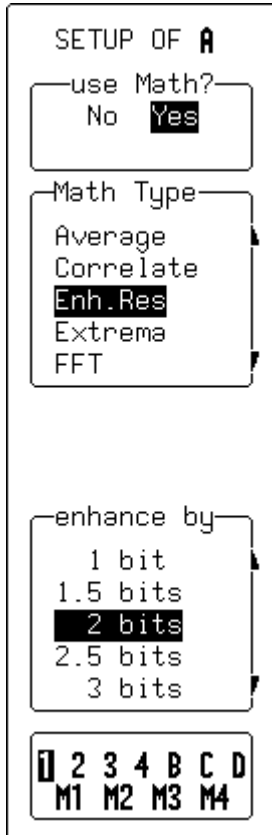 SETUP OF A
use Math?
No Yes
Math Type
Average
Correlate
Enh.Res
Extrema
FFT
enhance by
1 bit
1.5 bits
2 bits
2.5 bits
3 bits
1 2 3 4 B C D
M1 M2 M3 M4